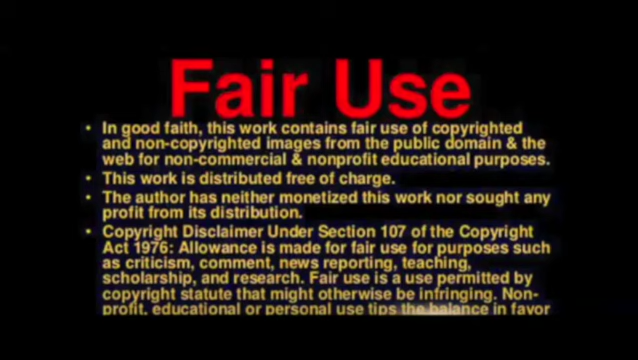 Fair Use
• In good faith, this work contains fair use of copyrighted
and non-copyrighted images from the public domain & the
web for non-commercial & nonprofit educational purposes.
• This work is distributed free of charge.
• The author has neither monetized this work nor sought any
profit from its distribution.
• Copyright Disclaimer Under Section 107 of the Copyright
Act 1976: Allowance is made for fair use for purposes such
as criticism, comment, news reporting, teaching,
scholarship, and research. Fair use is a use permitted by
copyright statute that might otherwise be infringing. Non-
profit, educational or personal use tips the balance in favor